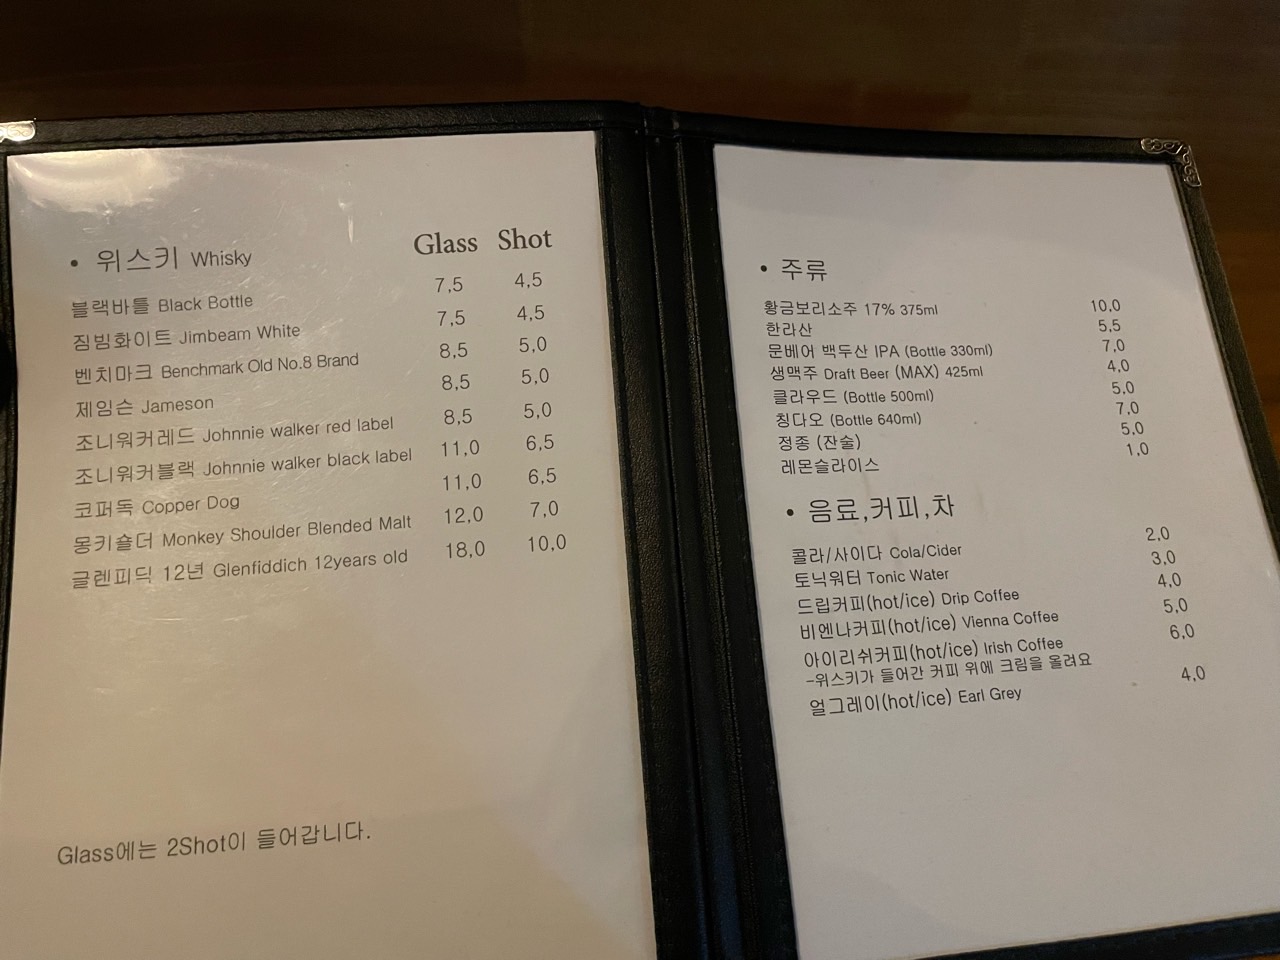 • 위스키 Whisky Glass Shot
블랙바틀 Black Bottle 7,5 4,5
짐빔화이트 Jimbeam White 7,5 4,5
벤치마크 Benchmark Old No.8 Brand 8,5 5,0
제임슨 Jameson 8,5 5,0
조니워커레드 Johnnie walker red label 8,5 5,0
조니워커블랙 Johnnie walker black label 11,0 6,5
코퍼독 Copper Dog 11,0 6,5
몽키숄더 Monkey Shoulder Blended Malt 12,0 7,0
글렌피딕 12년 Glenfiddich 12years old 18,0 10,0
Glass에는 2Shot이 들어갑니다.
• 주류
황금보리소주 17% 375ml 10,0
한라산 5,5
문베어 백두산 IPA (Bottle 330ml) 7,0
생맥주 Draft Beer (MAX) 425ml 4,0
클라우드 (Bottle 500ml) 5,0
칭다오 (Bottle 640ml) 7,0
정종 (잔술) 5,0
레몬슬라이스 1,0
• 음료,커피,차
콜라/사이다 Cola/Cider 2,0
토닉워터 Tonic Water 3,0
드립커피(hot/ice) Drip Coffee 4,0
비엔나커피(hot/ice) Vienna Coffee 5,0
아이리쉬커피(hot/ice) Irish Coffee 6,0
-위스키가 들어간 커피 위에 크림을 올려요
얼그레이(hot/ice) Earl Grey 4,0